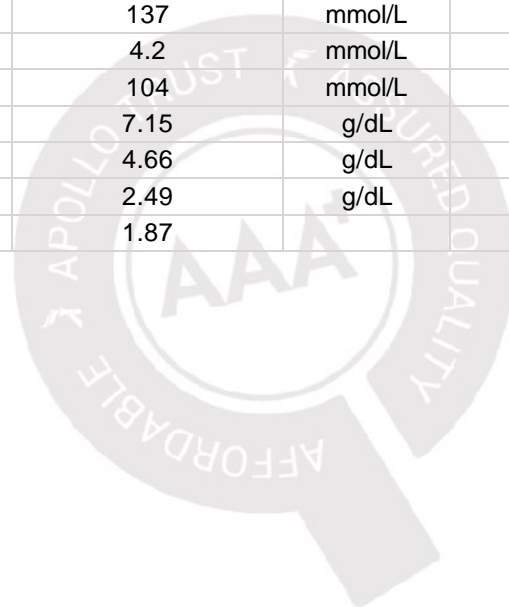 137 mmol/L
4.2 mmol/L
104 mmol/L
7.15 g/dL
4.66 g/dL
2.49 g/dL
1.87
APOLLO TRUST ASSURED QUALITY AFFORDABLE
AAA+